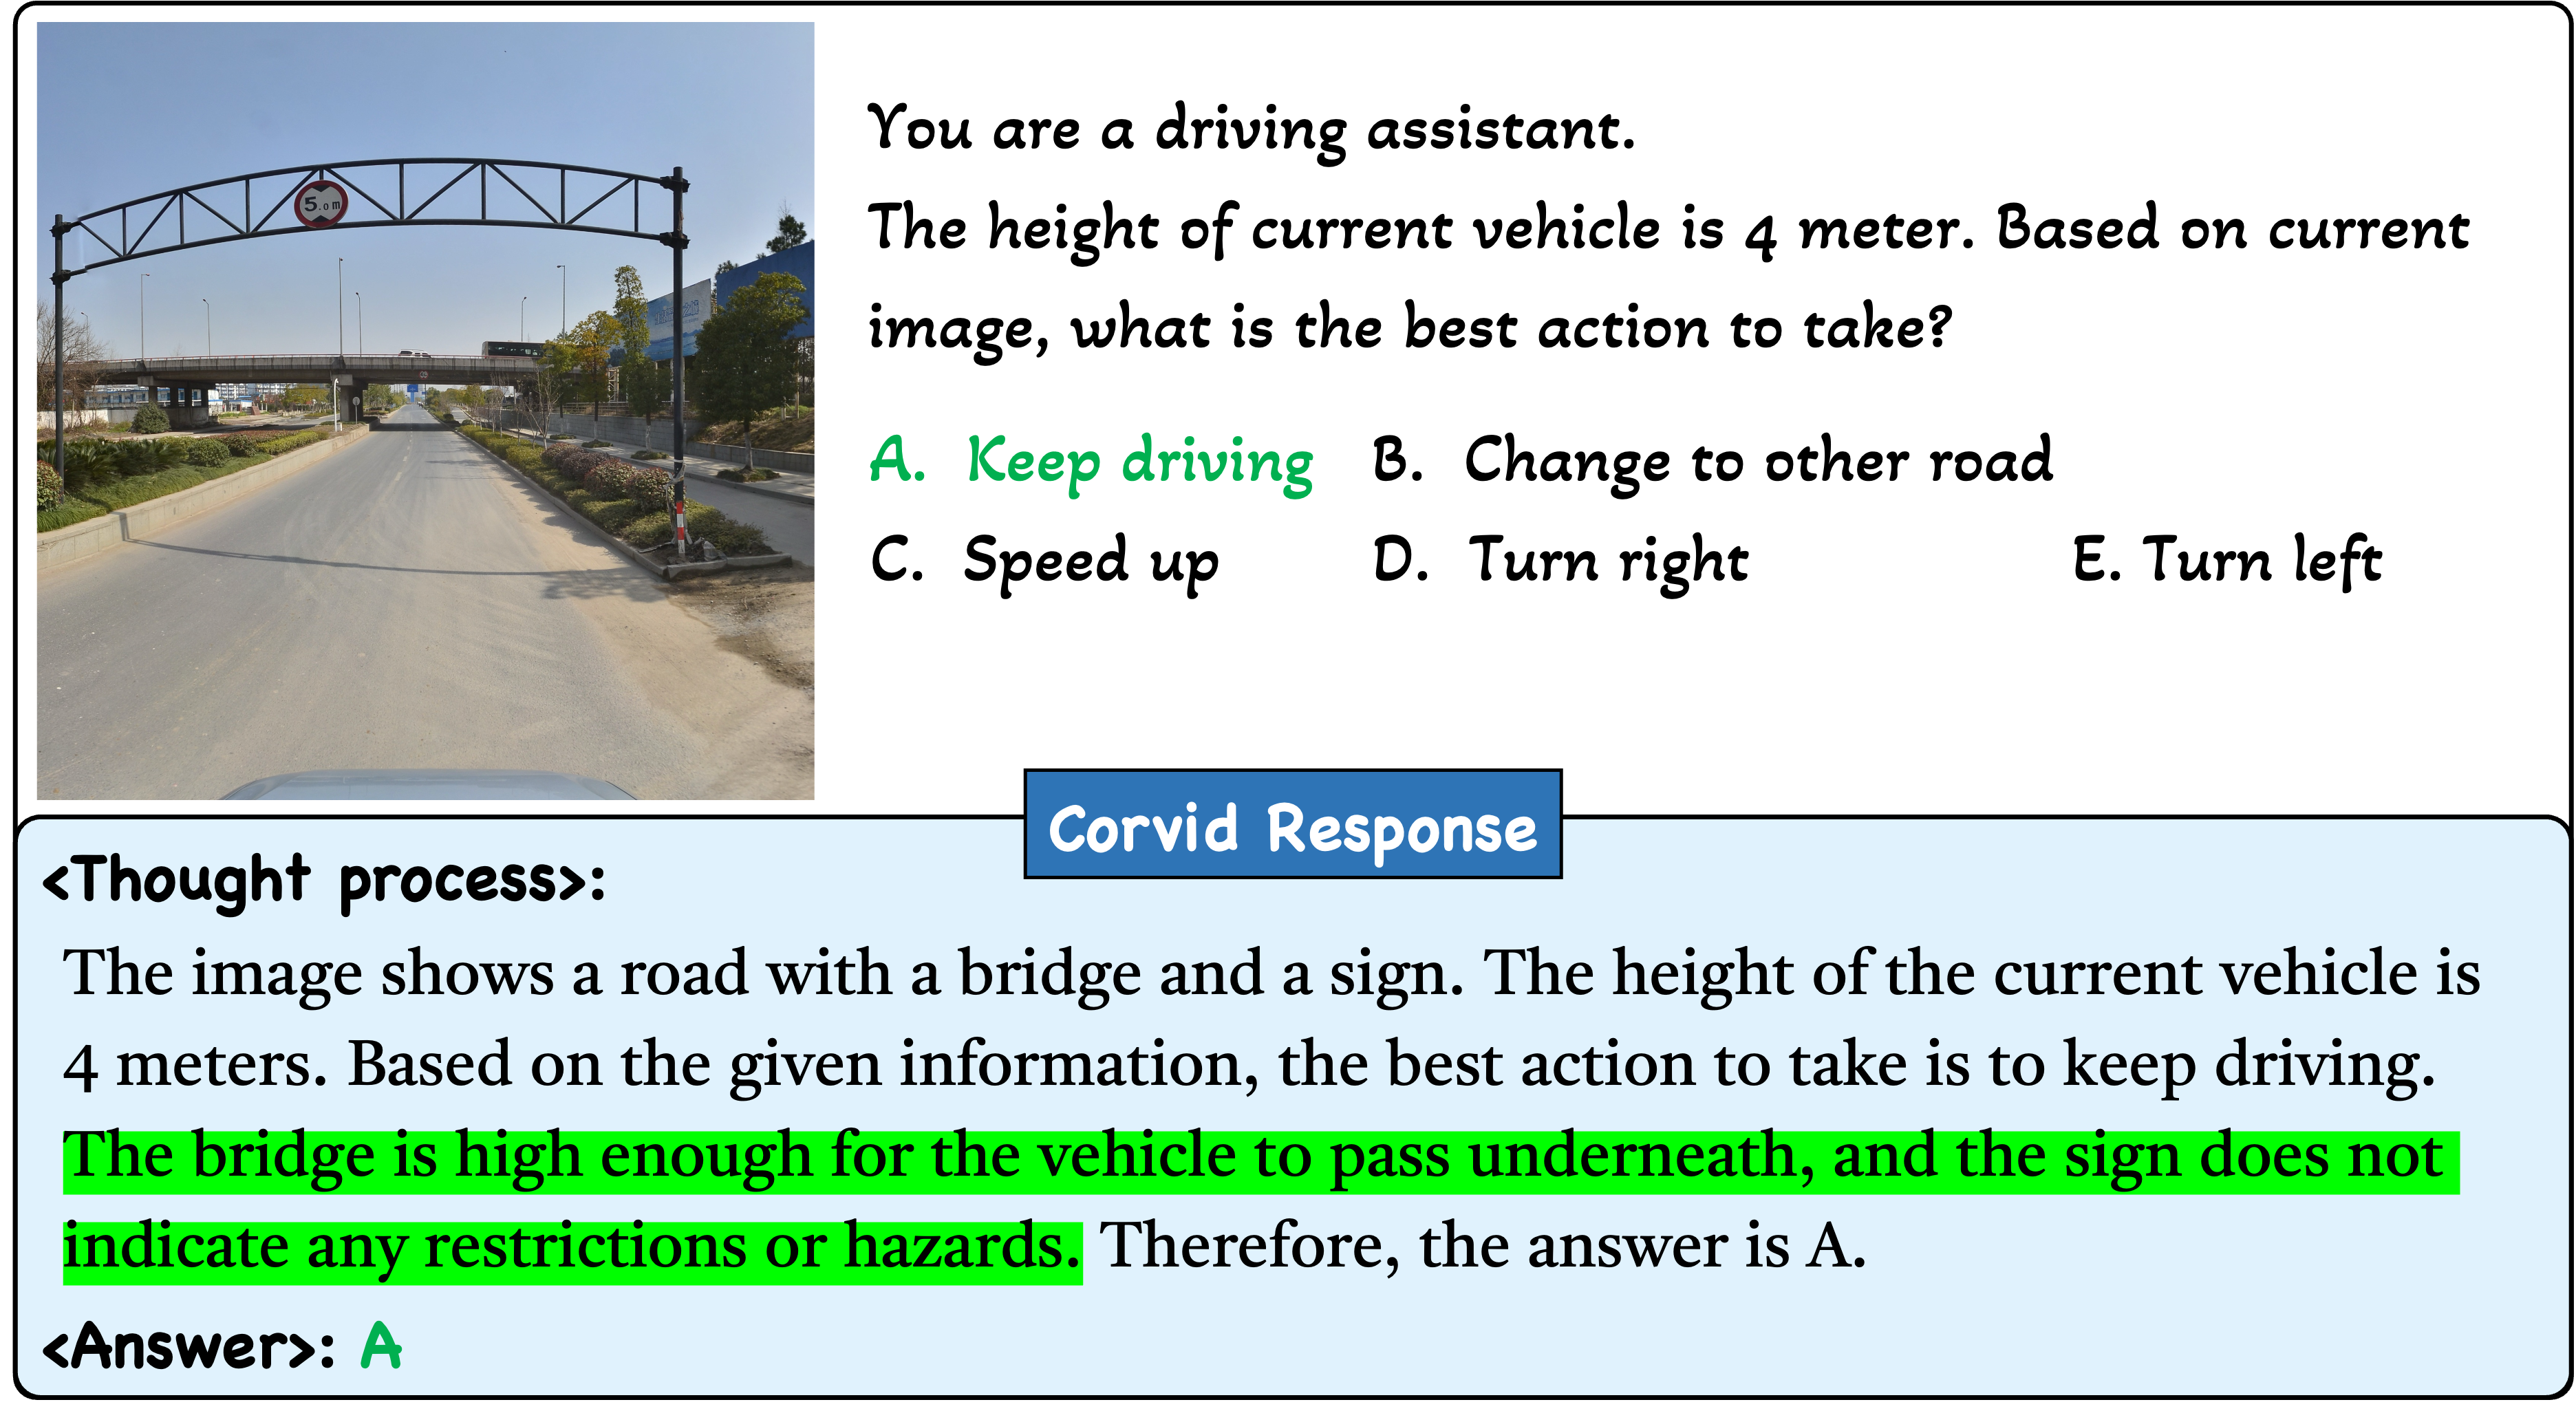 5.0m
You are a driving assistant.
The height of current vehicle is 4 meter. Based on current
image, what is the best action to take?
A. Keep driving B. Change to other road
C. Speed up D. Turn right E. Turn left
Corvid Response
<Thought process>:
The image shows a road with a bridge and a sign. The height of the current vehicle is
4 meters. Based on the given information, the best action to take is to keep driving.
The bridge is high enough for the vehicle to pass underneath, and the sign does not
indicate any restrictions or hazards. Therefore, the answer is A.
<Answer>: A